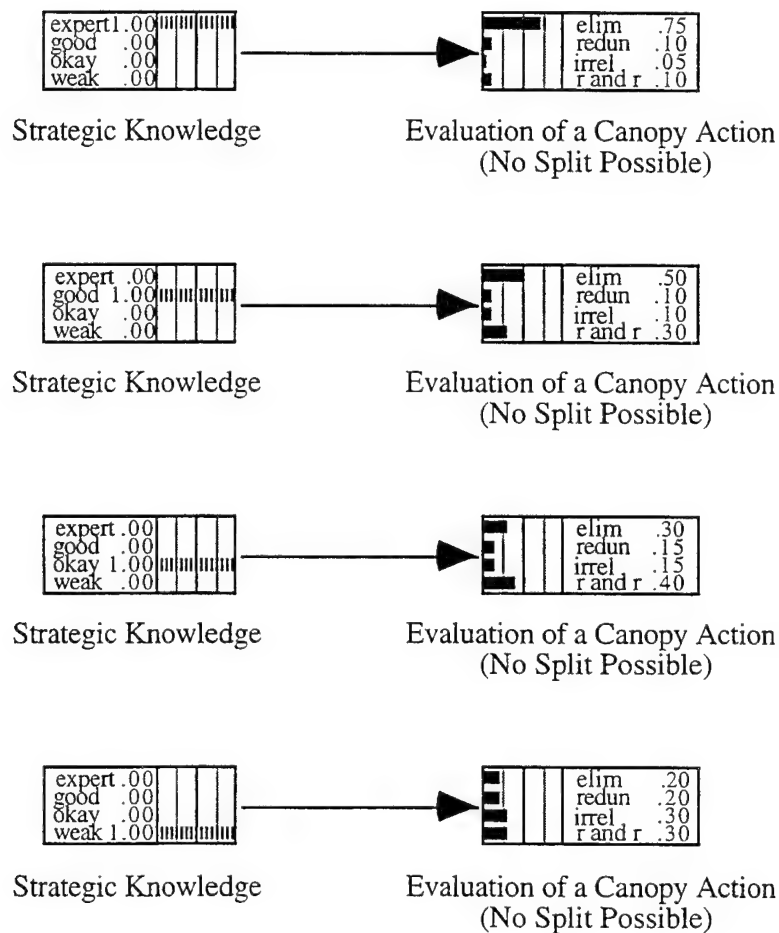 expert 1.00
good .00
okay .00
weak .00
elim .75
redun .10
irrel .05
r and r .10
Strategic Knowledge
Evaluation of a Canopy Action
(No Split Possible)
expert .00
good 1.00
okay .00
weak .00
elim .50
redun .10
irrel .10
r and r .30
Strategic Knowledge
Evaluation of a Canopy Action
(No Split Possible)
expert .00
good .00
okay 1.00
weak .00
elim .30
redun .15
irrel .15
r and r .40
Strategic Knowledge
Evaluation of a Canopy Action
(No Split Possible)
expert .00
good .00
okay .00
weak 1.00
elim .20
redun .20
irrel .30
r and r .30
Strategic Knowledge
Evaluation of a Canopy Action
(No Split Possible)